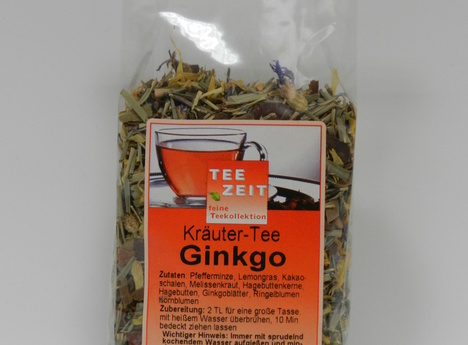 TEE
ZEIT
feine
Teekollektion
Kräuter-Tee
Ginkgo
Zutaten: Pfefferminze, Lemongras, Kakao-
schalen, Melissenkraut, Hagebuttenkerne,
Hagebutten, Ginkgoblätter, Ringelblumen
Kornblumen
Zubereitung: 2 TL für eine große Tasse
mit heißem Wasser überbrühen, 10 Min
bedeckt ziehen lassen
Wichtiger Hinweis: Immer mit sprudelnd
kochendem Wasser aufgießen und min-